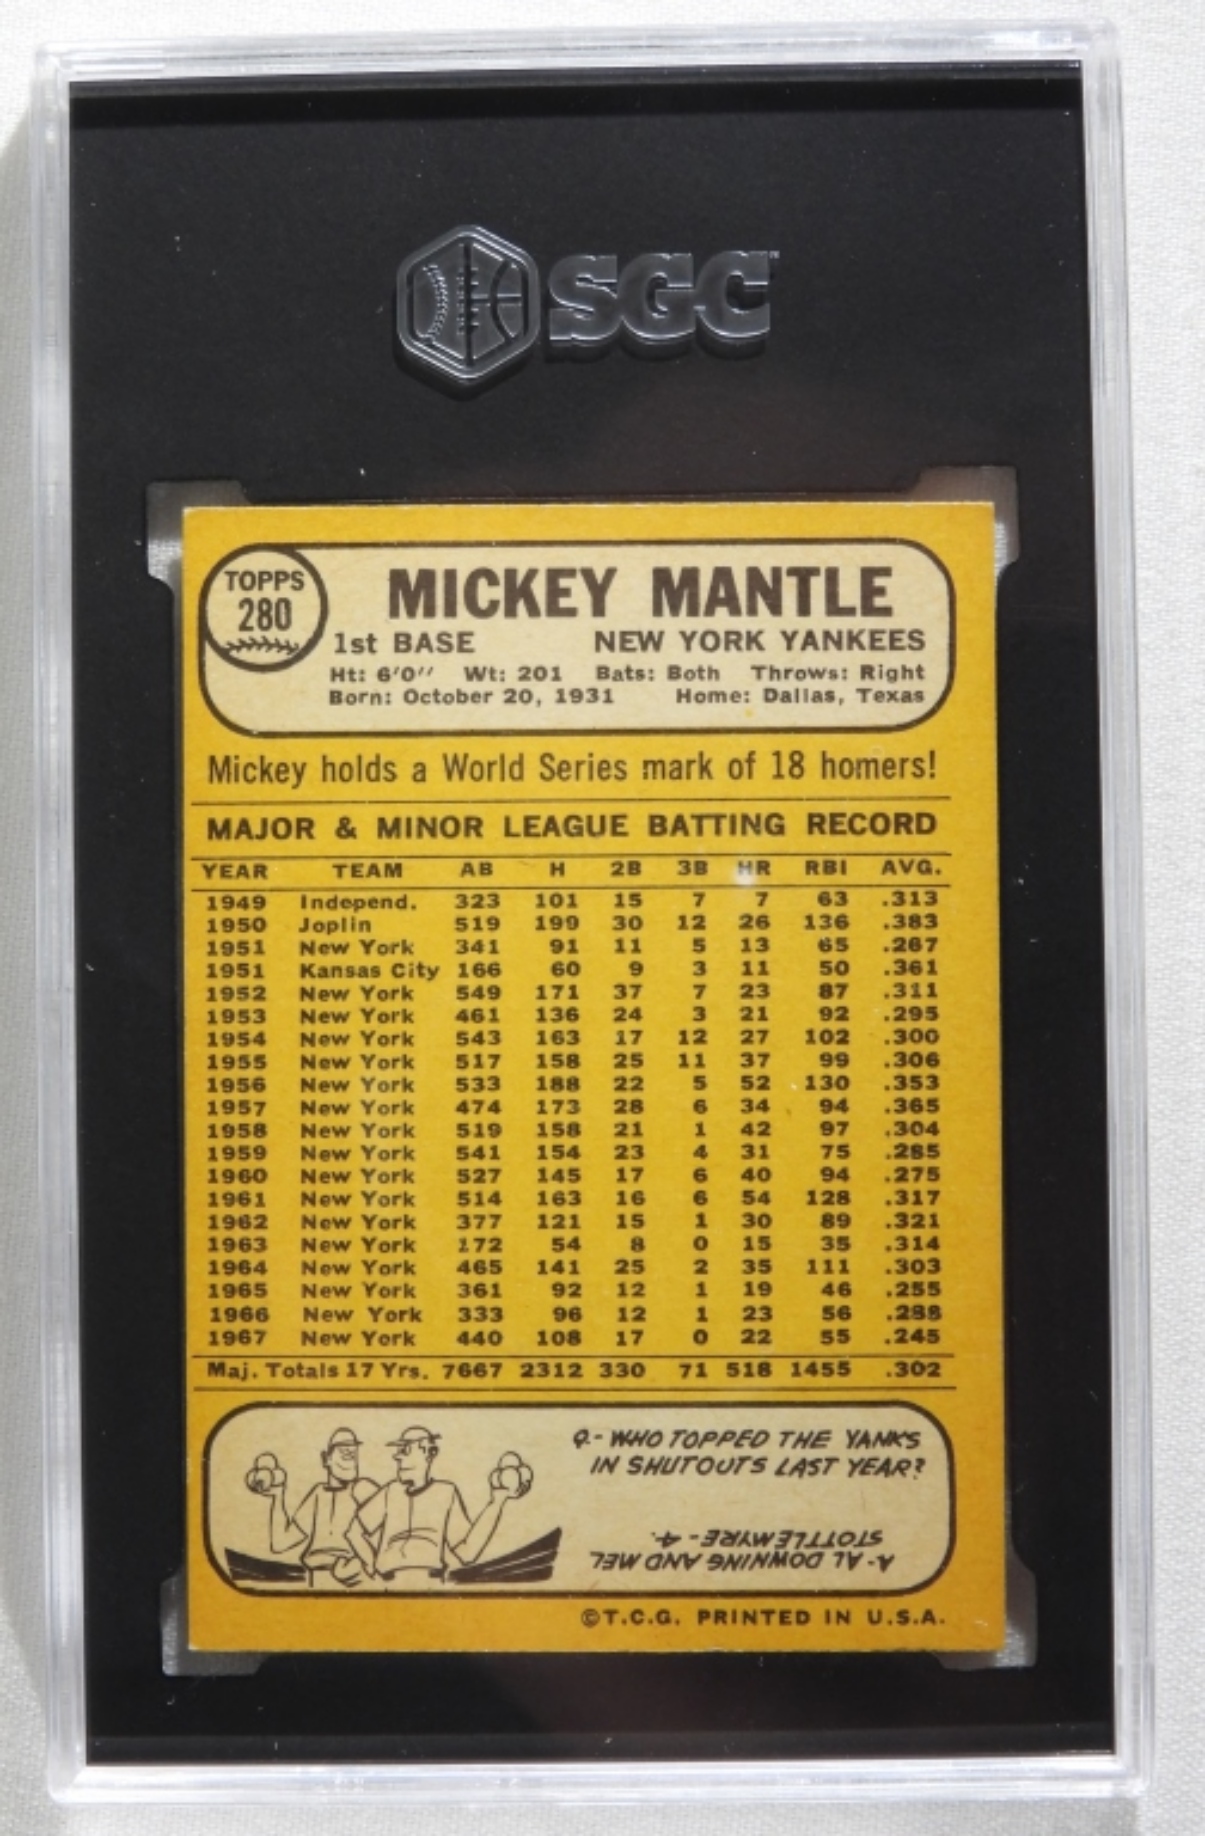 SGC™
TOPPS
280
MICKEY MANTLE
1st BASE NEW YORK YANKEES
Ht: 6'0'' Wt: 201 Bats: Both Throws: Right
Born: October 20, 1931 Home: Dallas, Texas
Mickey holds a World Series mark of 18 homers!
MAJOR & MINOR LEAGUE BATTING RECORD
YEAR TEAM AB H 2B 3B HR RBI AVG.
1949 Independ. 323 101 15 7 7 63 .313
1950 Joplin 519 199 30 12 26 136 .383
1951 New York 341 91 11 5 13 65 .267
1951 Kansas City 166 60 9 3 11 50 .361
1952 New York 549 171 37 7 23 87 .311
1953 New York 461 136 24 3 21 92 .295
1954 New York 543 163 17 12 27 102 .300
1955 New York 517 158 25 11 37 99 .306
1956 New York 533 188 22 5 52 130 .353
1957 New York 474 173 28 6 34 94 .365
1958 New York 519 158 21 1 42 97 .304
1959 New York 541 154 23 4 31 75 .285
1960 New York 527 145 17 6 40 94 .275
1961 New York 514 163 16 6 54 128 .317
1962 New York 377 121 15 1 30 89 .321
1963 New York 172 54 8 0 15 35 .314
1964 New York 465 141 25 2 35 111 .303
1965 New York 361 92 12 1 19 46 .255
1966 New York 333 96 12 1 23 56 .288
1967 New York 440 108 17 0 22 55 .245
Maj. Totals 17 Yrs. 7667 2312 330 71 518 1455 .302
Q.- WHO TOPPED THE YANKS
IN SHUTOUTS LAST YEAR?
A.- AL DOWNING AND MEL
STOTTLEMYRE - 4.
©T.C.G. PRINTED IN U.S.A.